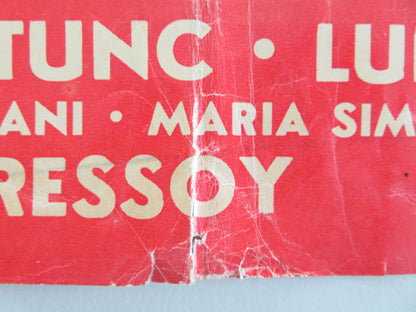 TUNC • LU
ANI • MARIA SIM
RESSOY